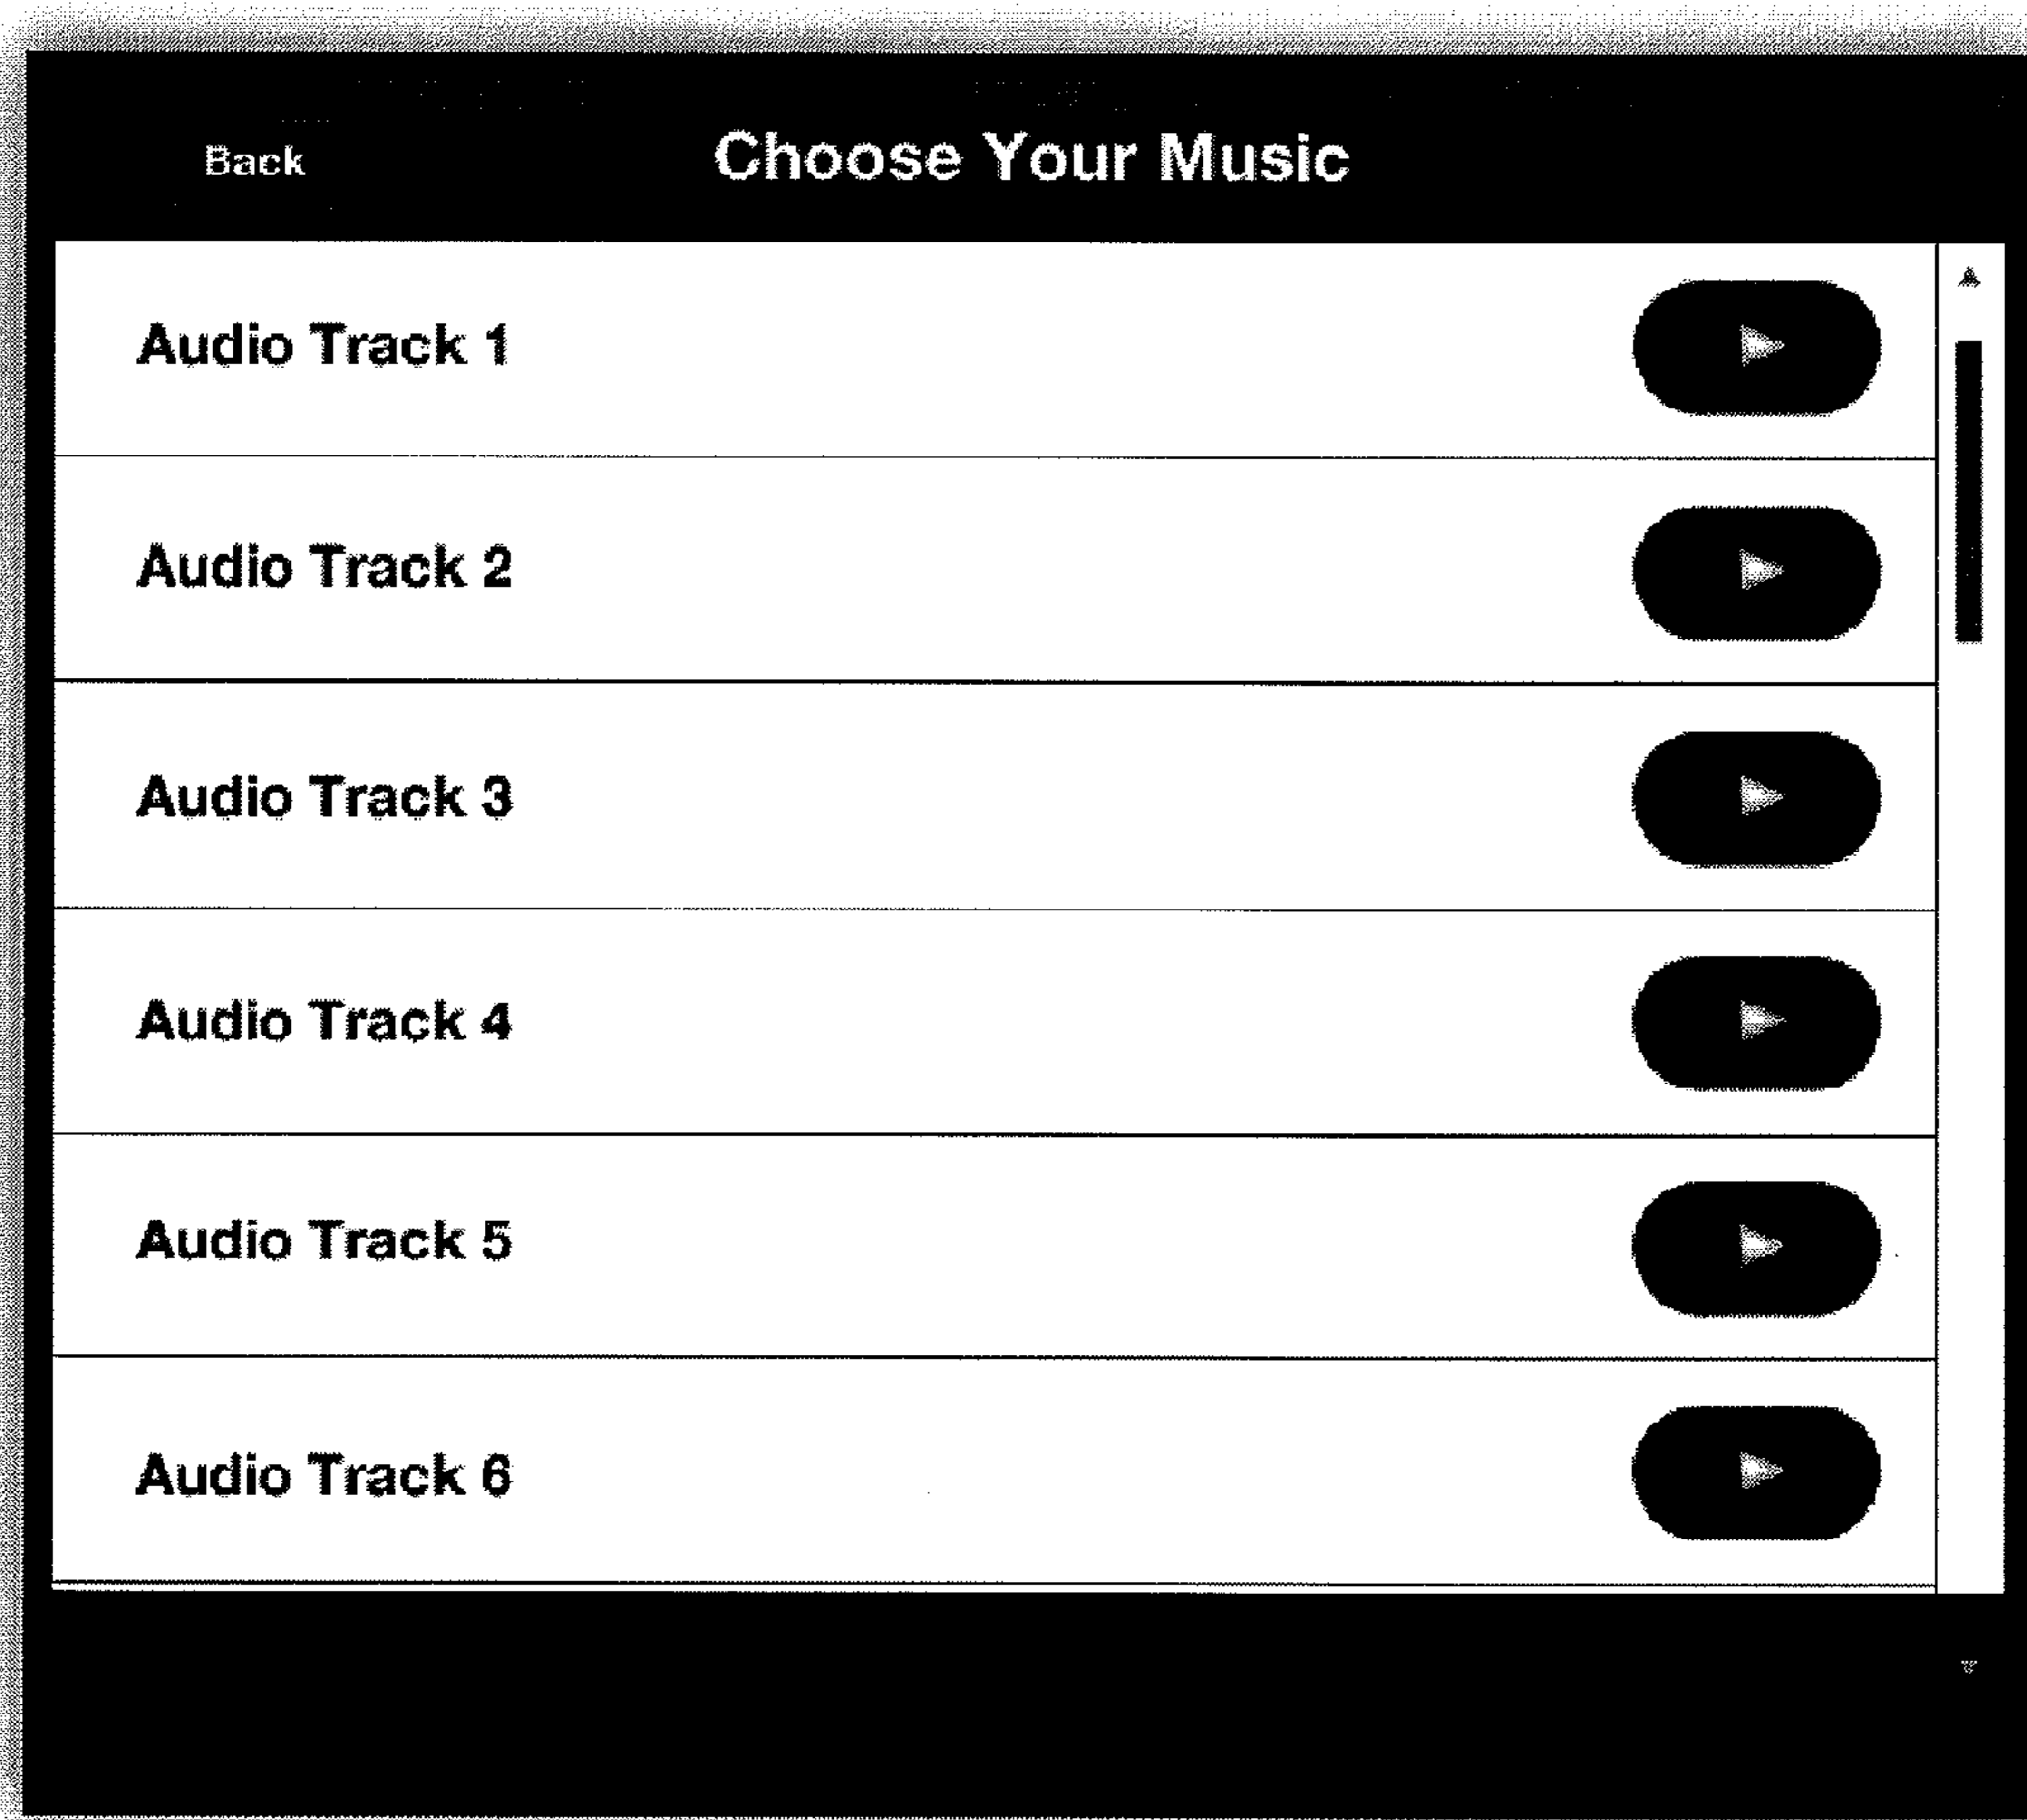 Back
Choose Your Music
Audio Track 1
Audio Track 2
Audio Track 3
Audio Track 4
Audio Track 5
Audio Track 6